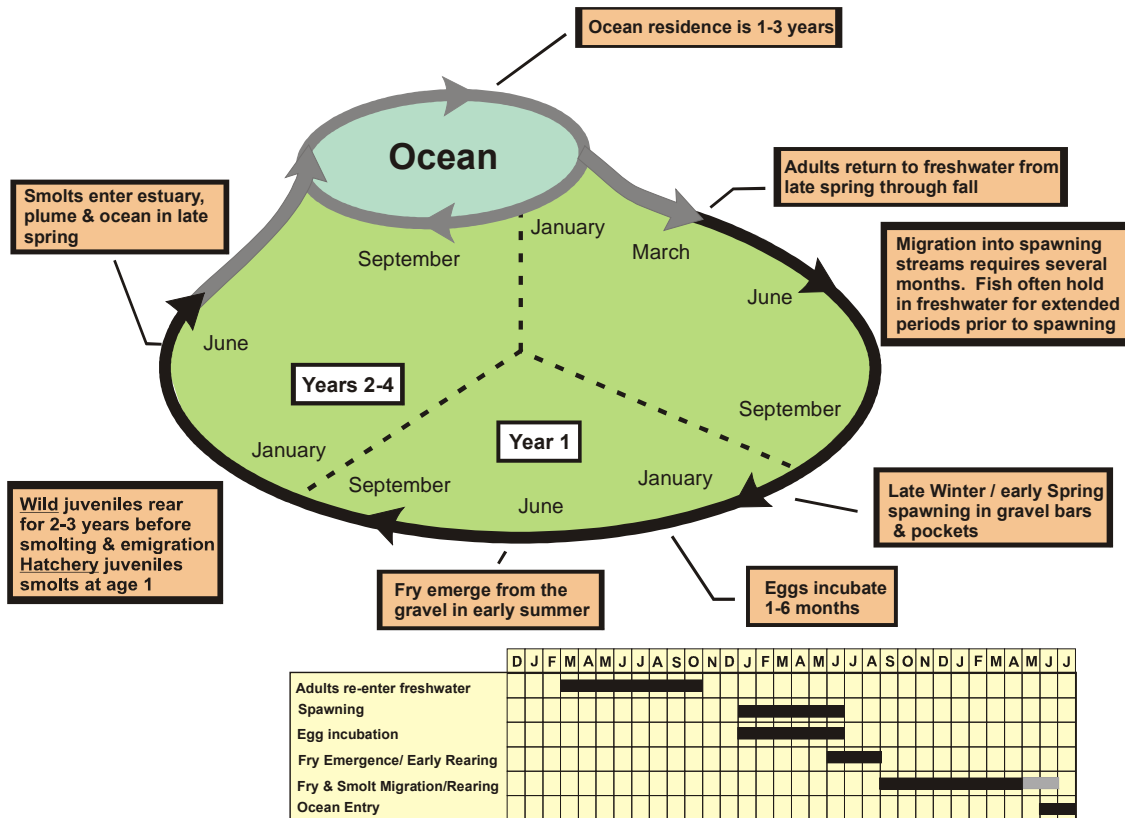 Ocean residence is 1-3 years
Ocean
Adults return to freshwater from
late spring through fall
Smolts enter estuary,
plume & ocean in late
spring
January
September
March
Migration into spawning
streams requires several
months. Fish often hold
in freshwater for extended
periods prior to spawning
June
June
Years 2-4
September
Year 1
January
September
January
June
Wild juveniles rear
for 2-3 years before
smolting & emigration
Hatchery juveniles
smolts at age 1
Late Winter / early Spring
spawning in gravel bars
& pockets
Fry emerge from the
gravel in early summer
Eggs incubate
1-6 months
D J F M A M J J A S O N D J F M A M J J A S O N D J F M A M J J
Adults re-enter freshwater
Spawning
Egg incubation
Fry Emergence/ Early Rearing
Fry & Smolt Migration/Rearing
Ocean Entry